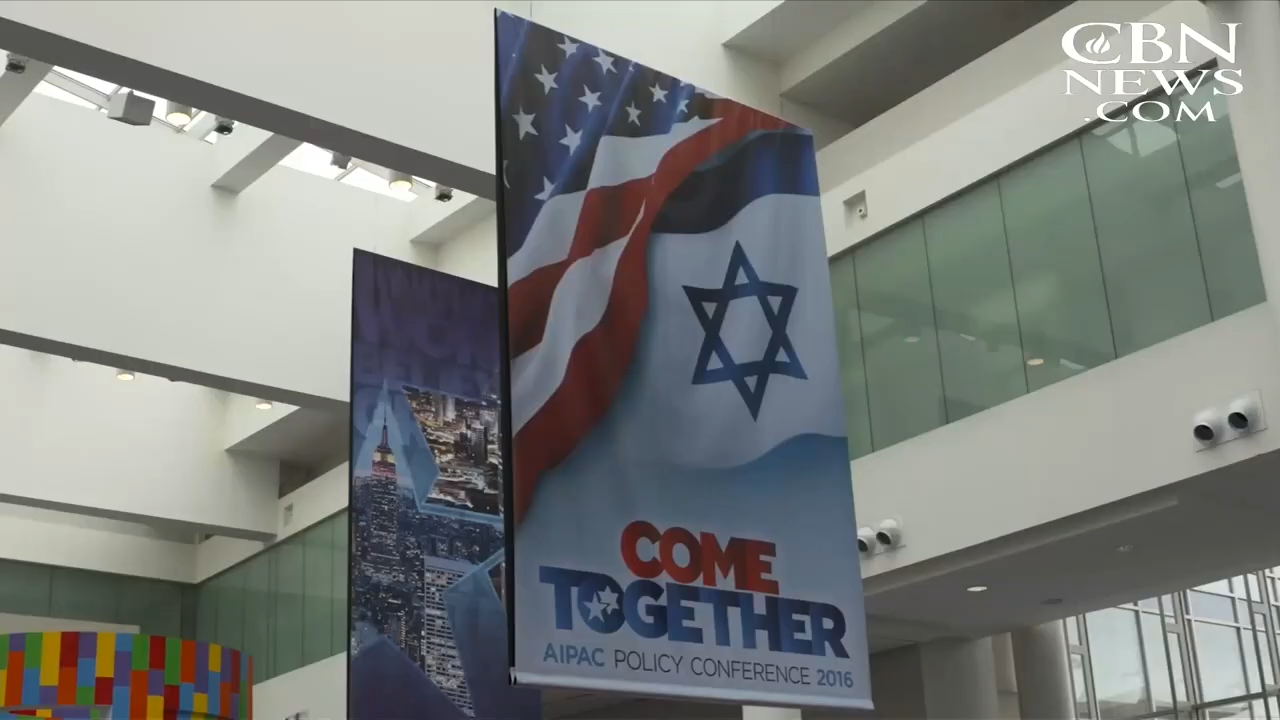 CBN
NEWS
.COM
COME
TOGETHER
AIPAC POLICY CONFERENCE 2016